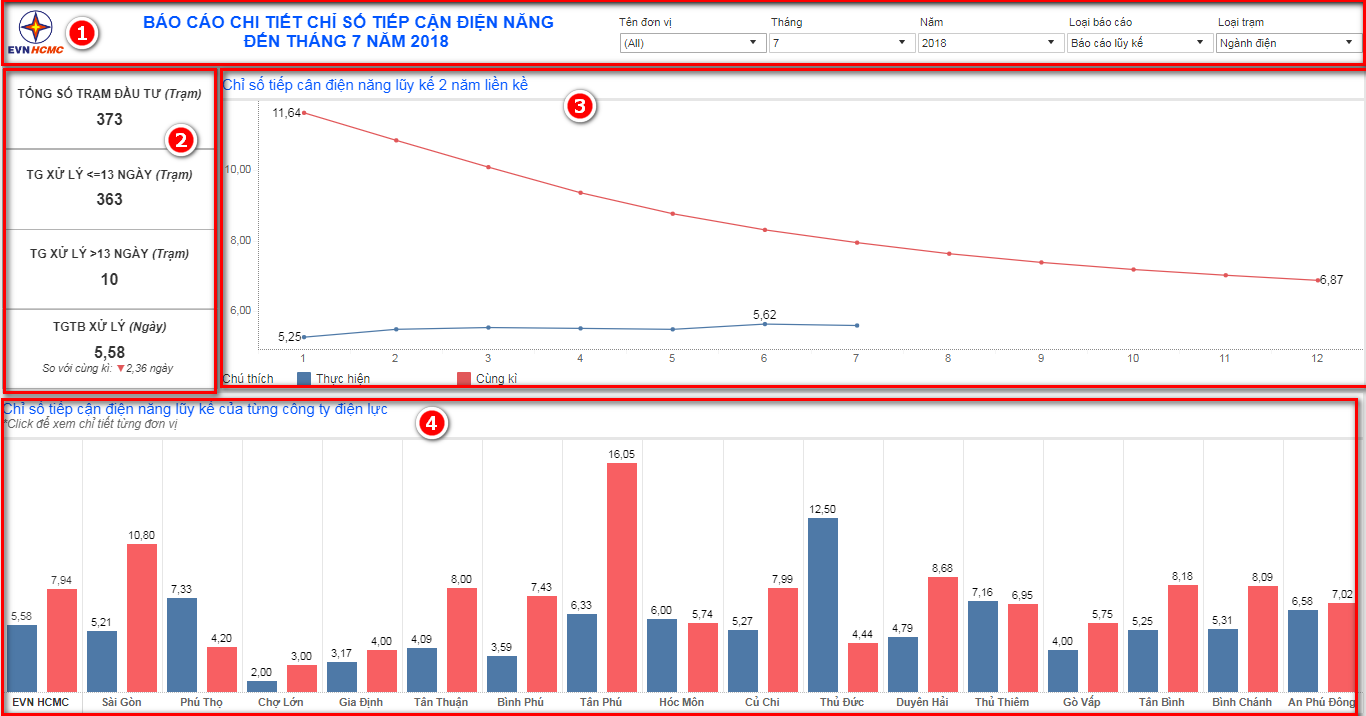 EVN HCMC
1
BÁO CÁO CHI TIẾT CHỈ SỐ TIẾP CẬN ĐIỆN NĂNG
ĐẾN THÁNG 7 NĂM 2018
Tên đơn vị
(All)
Tháng
7
Năm
2018
Loại báo cáo
Báo cáo lũy kế
Loại trạm
Ngành điện
TỔNG SỐ TRẠM ĐẦU TƯ (Trạm)
373
2
TG XỬ LÝ <=13 NGÀY (Trạm)
363
TG XỬ LÝ >13 NGÀY (Trạm)
10
TGTB XỬ LÝ (Ngày)
5,58
So với cùng kì: ▼2,36 ngày
Chỉ số tiếp cân điện năng lũy kế 2 năm liền kề
3
11,64
10,00
8,00
6,87
6,00
5,62
5,25
1 2 3 4 5 6 7 8 9 10 11 12
Chú thích Thực hiện Cùng kì
Chỉ số tiếp cận điện năng lũy kế của từng công ty điện lực
*Click để xem chi tiết từng đơn vị
4
5,58 7,94 5,21 10,80 7,33 4,20 2,00 3,00 3,17 4,00 4,09 8,00 3,59 7,43 6,33 16,05 6,00 5,74 5,27 7,99 12,50 4,44 4,79 8,68 7,16 6,95 4,00 5,75 5,25 8,18 5,31 8,09 6,58 7,02
EVN HCMC Sài Gòn Phú Thọ Chợ Lớn Gia Định Tân Thuận Bình Phú Tân Phú Hóc Môn Củ Chi Thủ Đức Duyên Hải Thủ Thiêm Gò Vấp Tân Bình Bình Chánh An Phú Đông